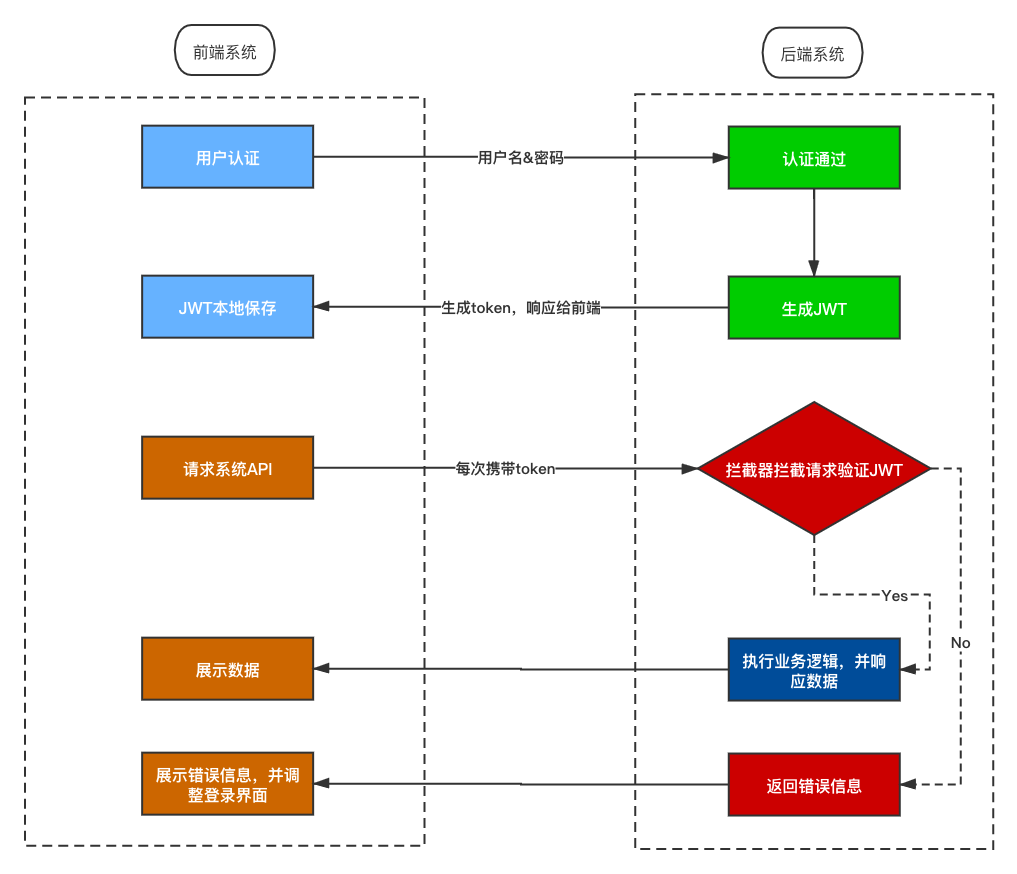 前端系统
后端系统
用户认证
用户名&密码
认证通过
JWT本地保存
生成token，响应给前端
生成JWT
请求系统API
每次携带token
拦截器拦截请求验证JWT
Yes
No
展示数据
执行业务逻辑，并响
应数据
展示错误信息，并调
整登录界面
返回错误信息